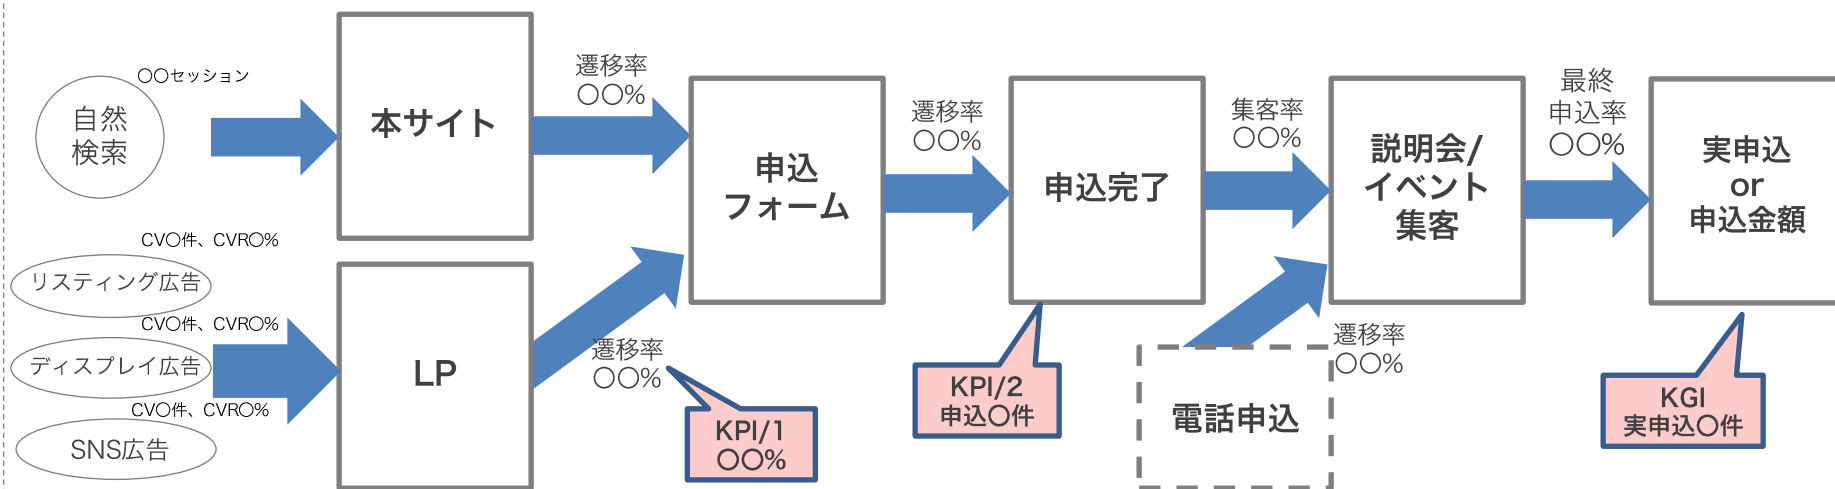 〇〇セッション
自然
検索
本サイト
遷移率
〇〇%
申込
フォーム
遷移率
〇〇%
申込完了
集客率
〇〇%
説明会/
イベント
集客
最終
申込率
〇〇%
実申込
or
申込金額
CV〇件、CVR〇%
リスティング広告
CV〇件、CVR〇%
ディスプレイ広告
CV〇件、CVR〇%
SNS広告
LP
遷移率
〇〇%
KPI/1
〇〇%
KPI/2
申込〇件
電話申込
遷移率
〇〇%
KGI
実申込〇件